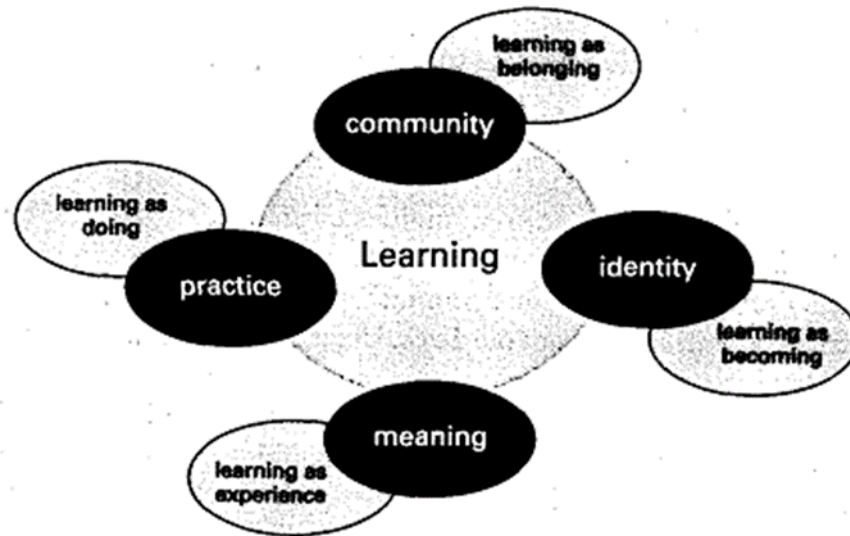 learning as
belonging
community
learning as
doing
practice
Learning
identity
learning as
becoming
meaning
learning as
experience